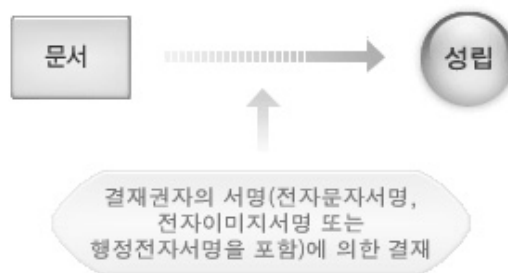 문서
성립
결재권자의 서명(전자문자서명,
전자이미지서명 또는
행정전자서명을 포함)에 의한 결재